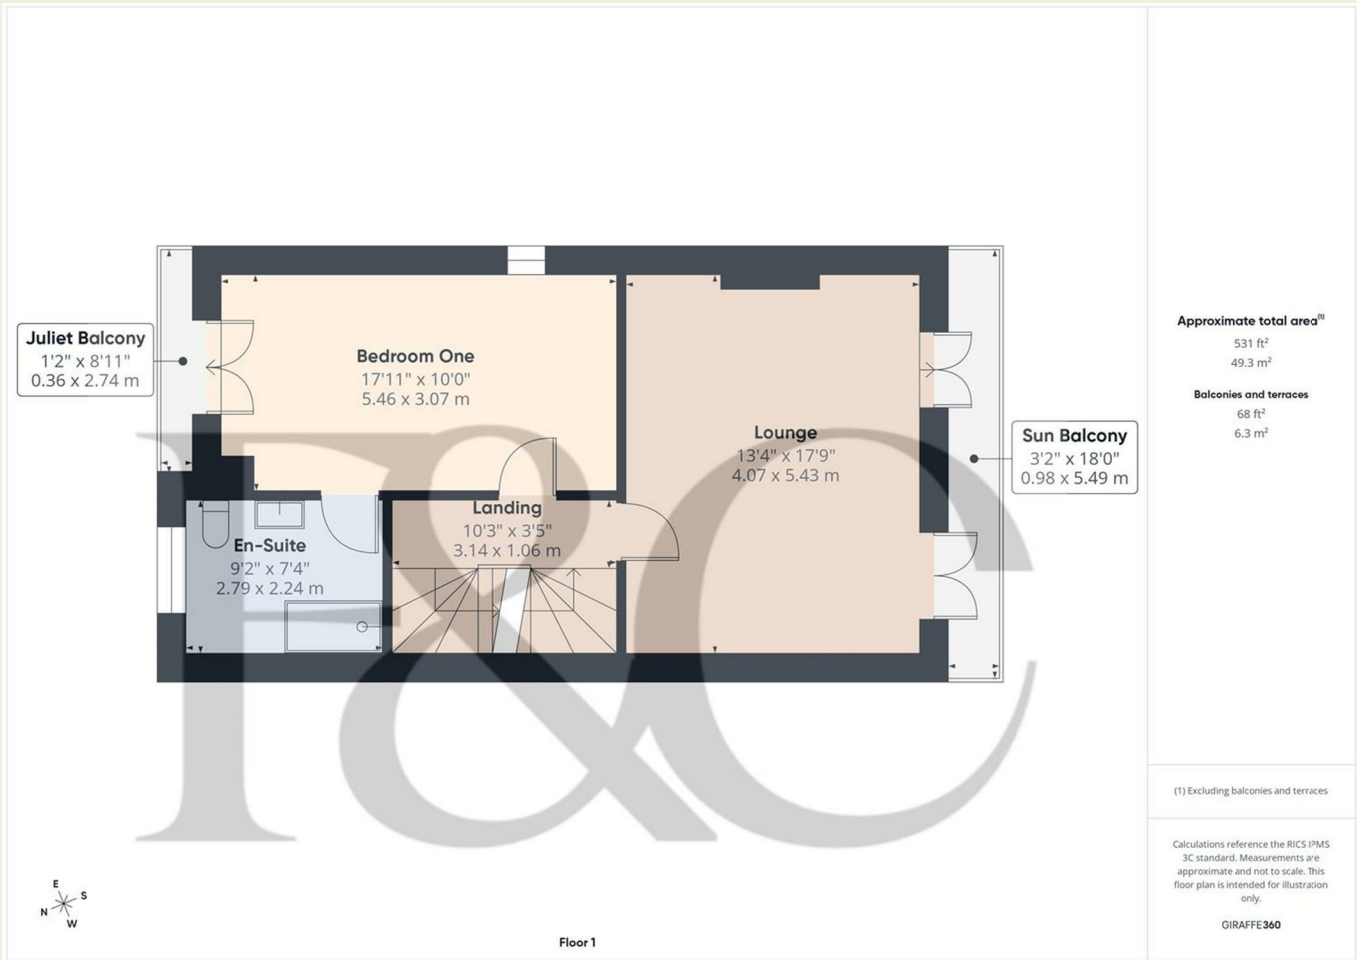 Juliet Balcony
1'2" x 8'11"
0.36 x 2.74 m
Bedroom One
17'11" x 10'0"
5.46 x 3.07 m
Lounge
13'4" x 17'9"
4.07 x 5.43 m
Sun Balcony
3'2" x 18'0"
0.98 x 5.49 m
Landing
10'3" x 3'5"
3.14 x 1.06 m
En-Suite
9'2" x 7'4"
2.79 x 2.24 m
F&C
E
S
N
W
Floor 1
Approximate total area(1)
531 ft²
49.3 m²
Balconies and terraces
68 ft²
6.3 m²
(1) Excluding balconies and terraces
Calculations reference the RICS IPMS
3C standard. Measurements are
approximate and not to scale. This
floor plan is intended for illustration
only.
GIRAFFE360